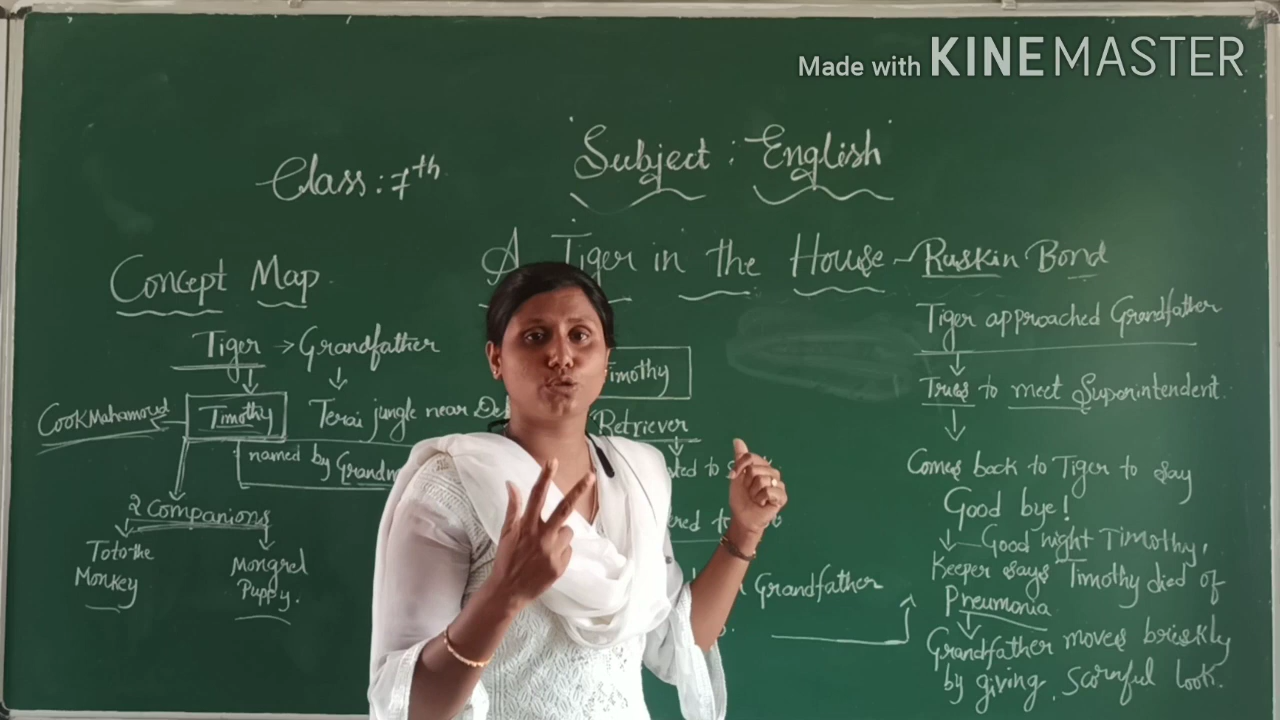 Made with KINEMASTER
Class : 7th
Subject : English
A Tiger in the House - Ruskin Bond
Concept Map
Tiger → Grandfather
Cook Mahamoud
Timothy
Terai jungle near
named by
2 Companions
Toto the
Monkey
Mongrel
Puppy.
Timothy
Retriever
Grandfather
Tiger approached Grandfather
Tries to meet Superintendent.
Comes back to Tiger to say
Good bye!
Good night Timothy,
Keeper says Timothy died of
Pneumonia
Grandfather moves briskly
by giving, scornful look.